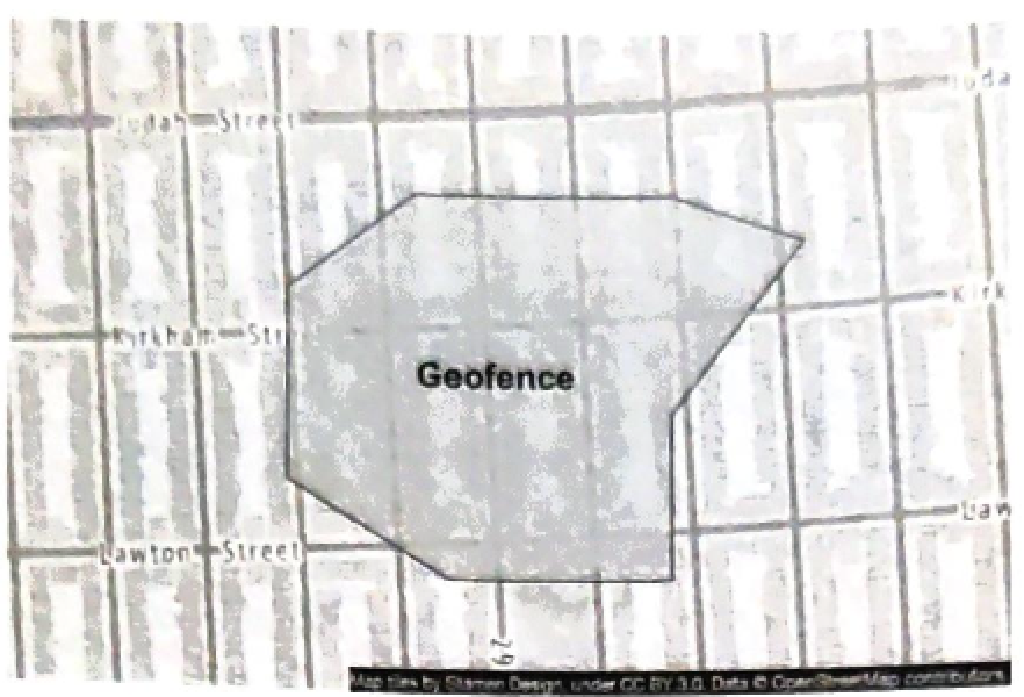 Juda
Judah Street
Kirk
Kirkham Str
Geofence
Law
Lawton Street
29
Map tiles by Stamen Design, under CC BY 3.0. Data © OpenStreetMap contributors.